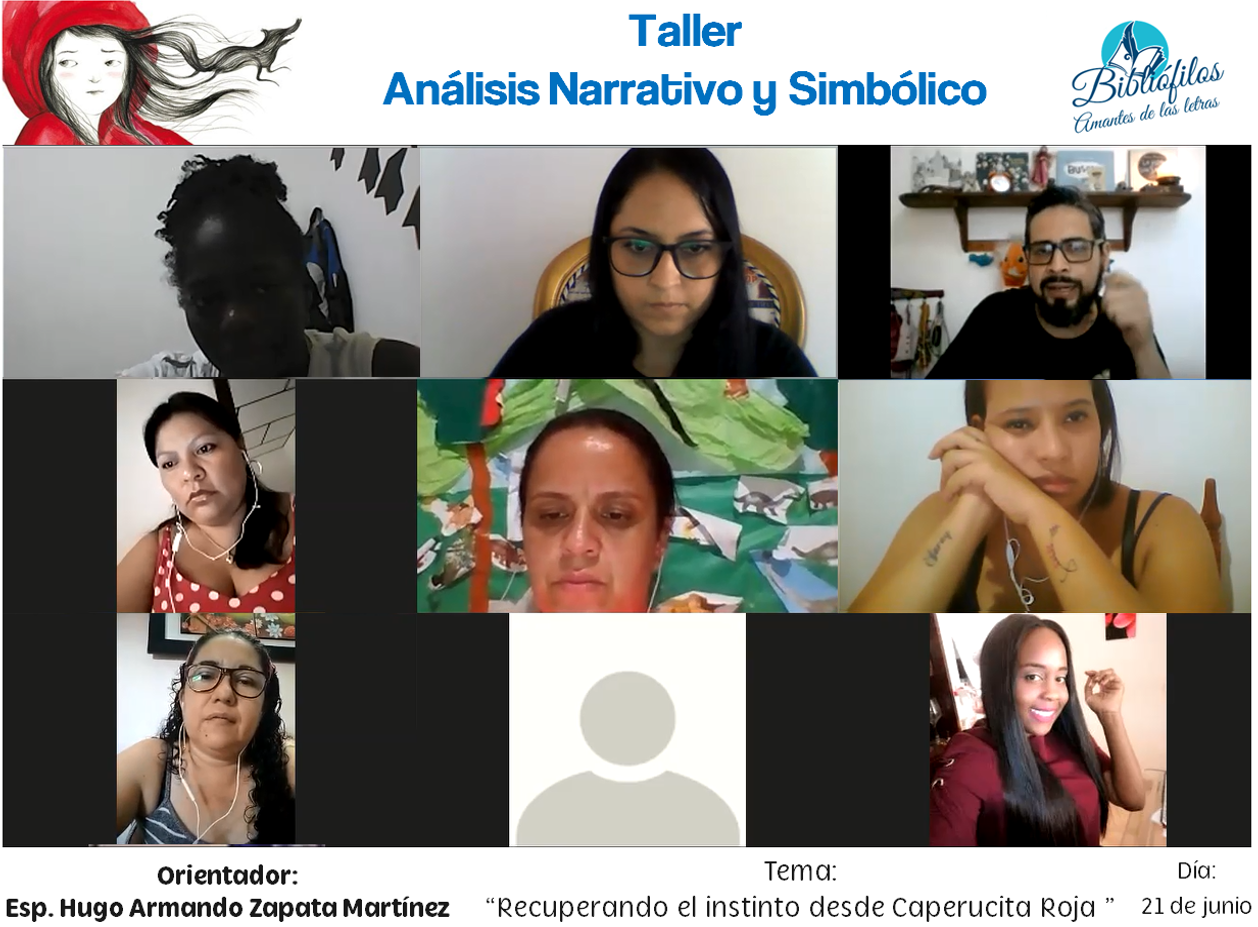 Taller
Análisis Narrativo y Simbólico
Bibliófilos
Amantes de las letras
Orientador:
Esp. Hugo Armando Zapata Martínez
Tema:
“Recuperando el instinto desde Caperucita Roja ”
Día:
21 de junio